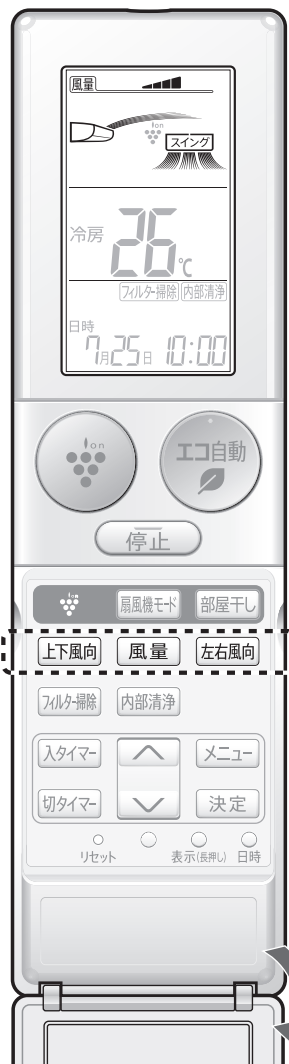 風量
ion
スイング
冷房
26℃
フィルター掃除 内部清浄
日時
7月25日 10:00
ion エコ自動
停止
扇風機モード 部屋干し
上下風向 風量 左右風向
フィルター掃除 内部清浄
入タイマー メニュー
切タイマー 決定
リセット 表示(長押し) 日時